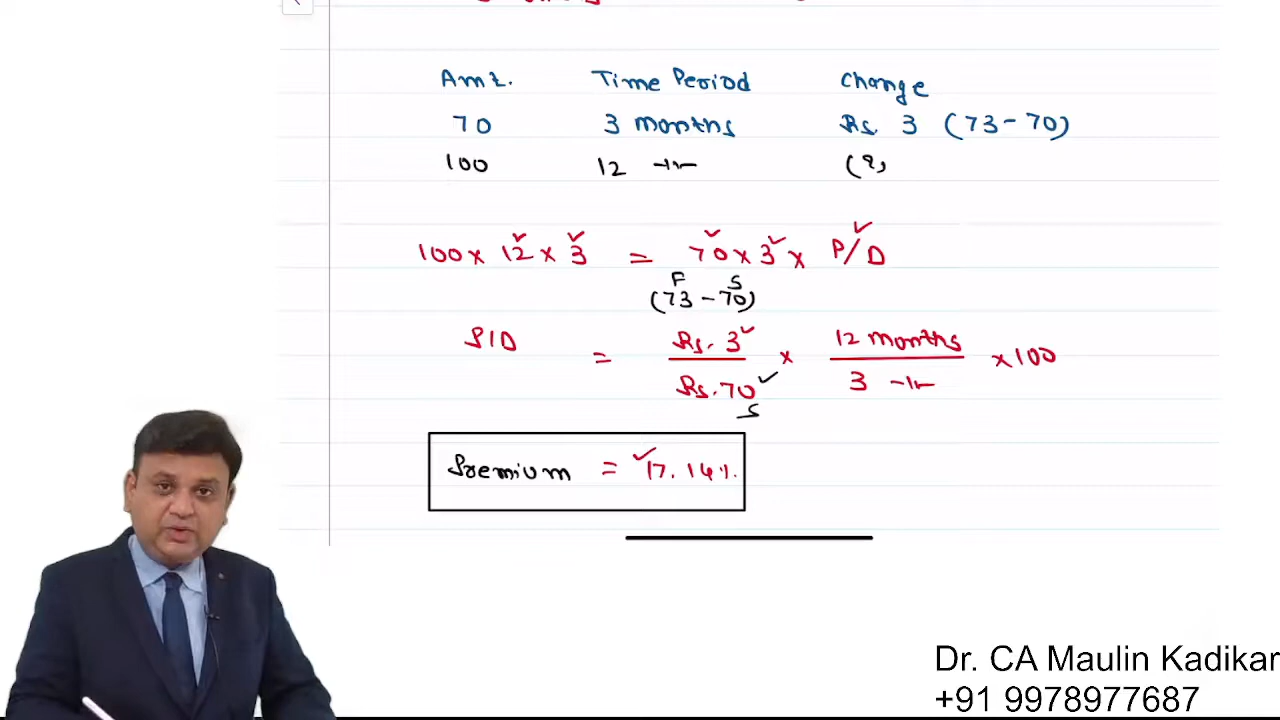 Amt. Time Period Change
70 3 months Rs. 3 (73-70)
100 12 -〃- (?)
100 x 12 x 3 = 70 x 3 x P/D
F S
(73-70)
P/D = Rs. 3 / Rs. 70 x 12 months / 3 -〃- x 100
S
Premium = 17.14%.
Dr. CA Maulin Kadikar
+91 9978977687